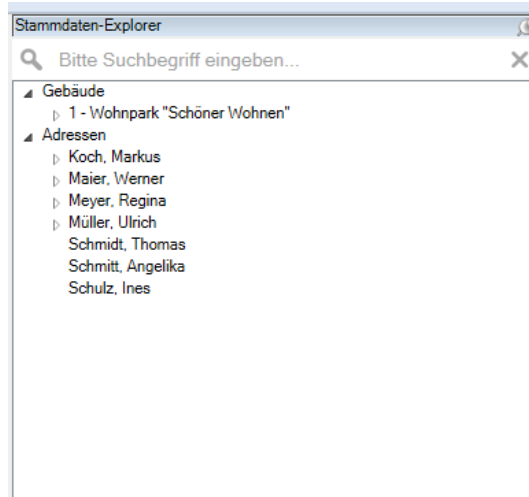 Stammdaten-Explorer
Bitte Suchbegriff eingeben...
Gebäude
1 - Wohnpark "Schöner Wohnen"
Adressen
Koch, Markus
Maier, Werner
Meyer, Regina
Müller, Ulrich
Schmidt, Thomas
Schmitt, Angelika
Schulz, Ines